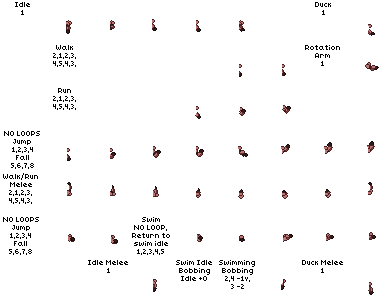 Idle
1
Duck
1
Walk
2,1,2,3,
4,5,4,3,
Rotation
Arm
1
Run
2,1,2,3,
4,5,4,3,
NO LOOPS
Jump
1,2,3,4
Fall
5,6,7,8
Walk/Run
Melee
2,1,2,3,
4,5,4,3,
NO LOOPS
Jump
1,2,3,4
Fall
5,6,7,8
Swim
NO LOOP,
Return to
swim idle
1,2,3,4,5
Idle Melee
1
Swim Idle
Bobbing
Idle +0
Swimming
Bobbing
2,4 -1v,
3 -2
Duck Melee
1